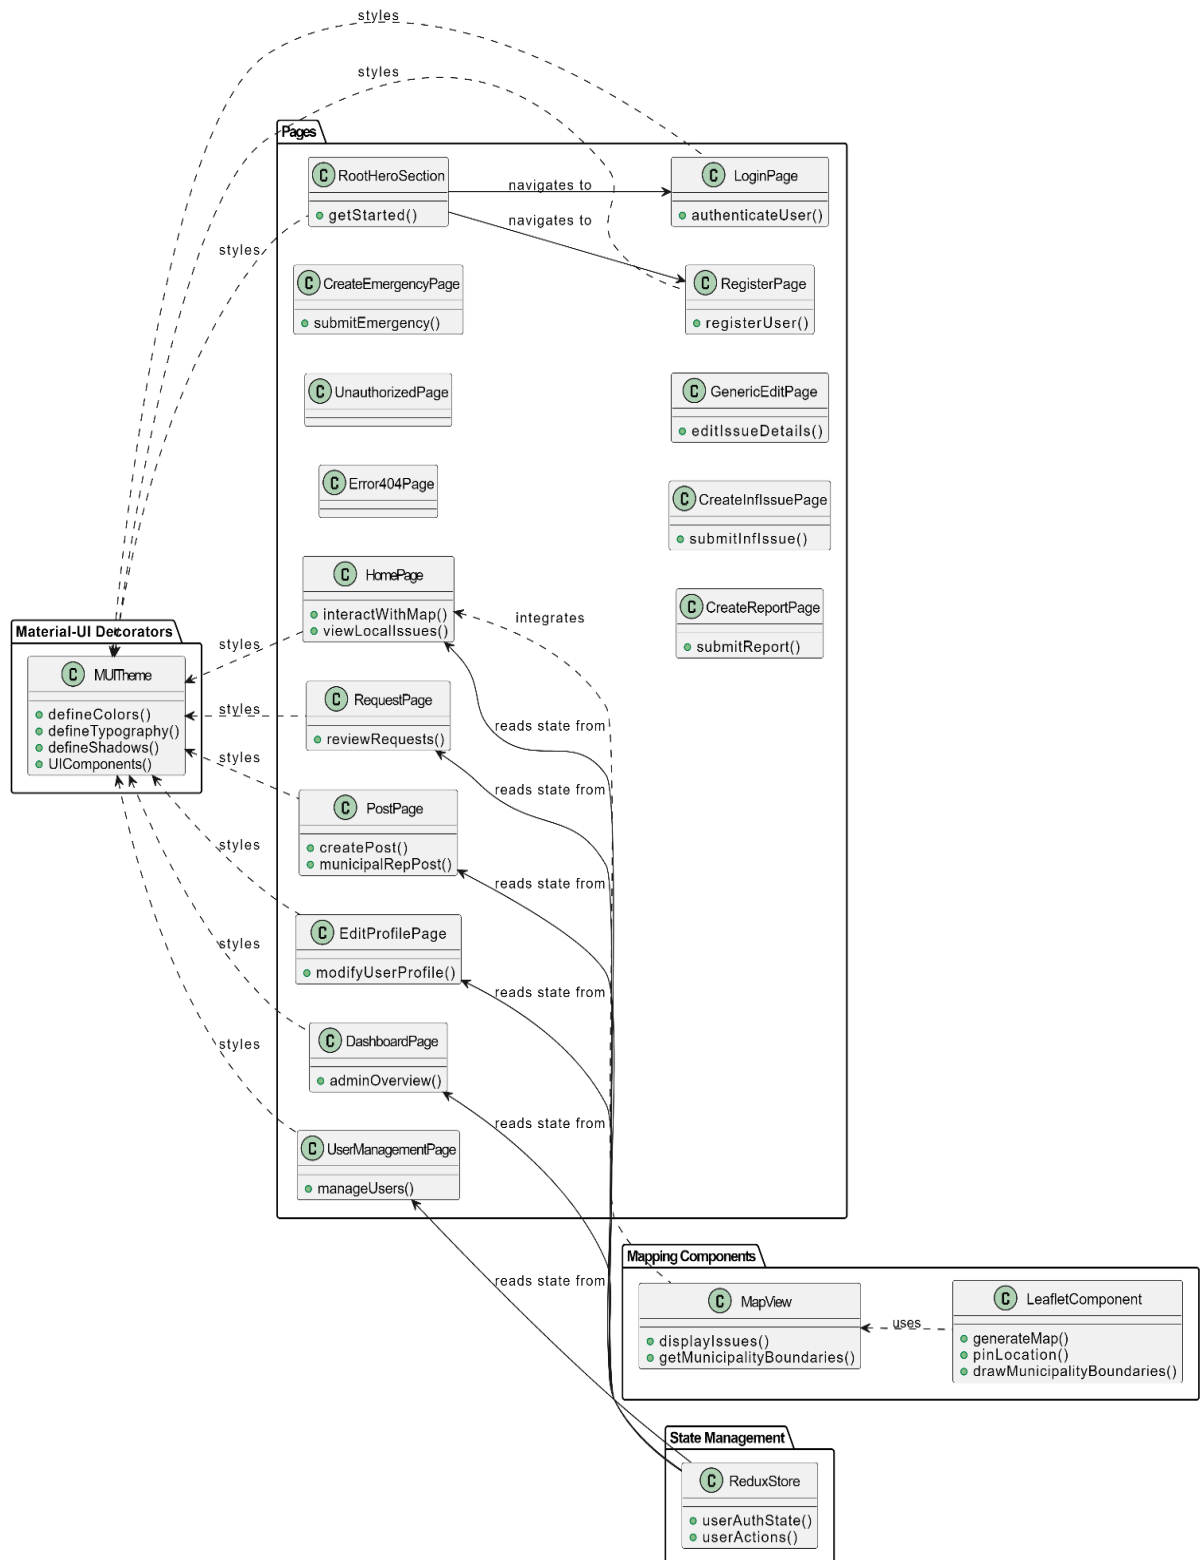 styles
styles
Pages
C RootHeroSection
getStarted()
navigates to
navigates to
C LoginPage
authenticateUser()
styles
C CreateEmergencyPage
submitEmergency()
C RegisterPage
registerUser()
C UnauthorizedPage
C GenericEditPage
editIssueDetails()
C Error404Page
C CreateInfIssuePage
submitInfIssue()
C HomePage
interactWithMap()
viewLocalIssues()
integrates
C CreateReportPage
submitReport()
Material-UI Decorators
C MUITheme
defineColors()
defineTypography()
defineShadows()
UIComponents()
styles
C RequestPage
reviewRequests()
reads state from
styles
styles
C PostPage
createPost()
municipalRepPost()
reads state from
styles
C EditProfilePage
modifyUserProfile()
reads state from
styles
C DashboardPage
adminOverview()
reads state from
styles
C UserManagementPage
manageUsers()
reads state from
reads state from
Mapping Components
C MapView
displayIssues()
getMunicipalityBoundaries()
uses
C LeafletComponent
generateMap()
pinLocation()
drawMunicipalityBoundaries()
State Management
C ReduxStore
userAuthState()
userActions()